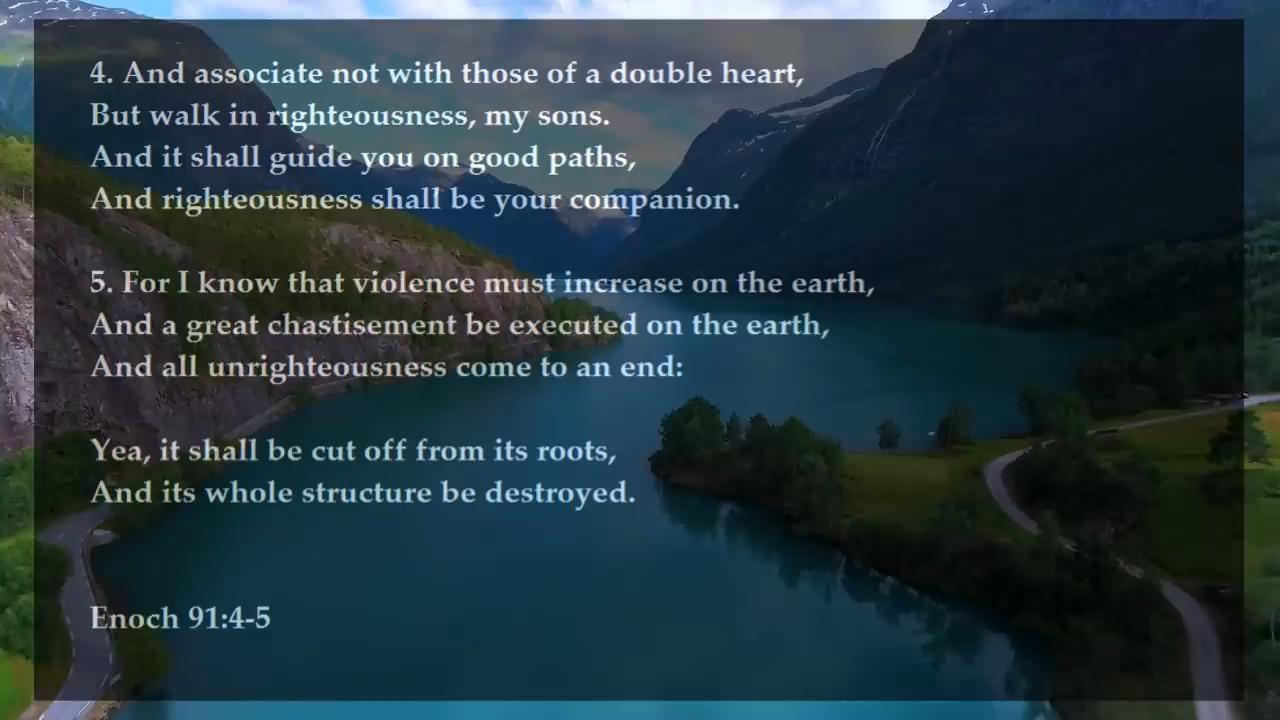 4. And associate not with those of a double heart,
But walk in righteousness, my sons.
And it shall guide you on good paths,
And righteousness shall be your companion.
5. For I know that violence must increase on the earth,
And a great chastisement be executed on the earth,
And all unrighteousness come to an end:
Yea, it shall be cut off from its roots,
And its whole structure be destroyed.
Enoch 91:4-5